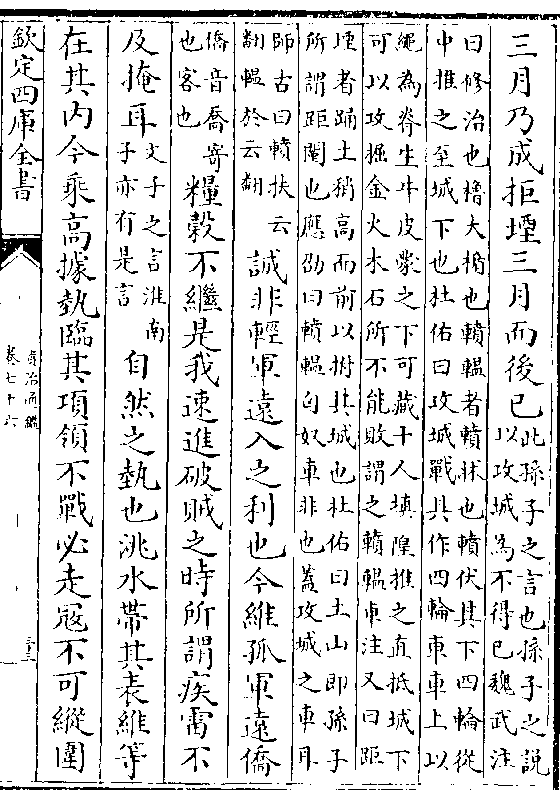 三月乃成拒堙三月而後已此孫子之言也孫子之說
以攻城為不得已魏武注
曰修治也櫓大楯也轒轀者轒牀也轒伏其下四輪從
中推之至城下也杜佑曰攻城戰具作四輪車車上以
繩為脊生牛皮蒙之下可藏十人填隍推之直抵城下
可以攻掘金火木石所不能敗謂之轒轀車注又曰距
堙者踊土稍高而前以拊其城也杜佑曰土山即孫子
所謂距闉也應劭曰轒轀匈奴車非也蓋攻城之車耳
師古曰轒扶云
翻轀於云翻
誠非輕軍遠入之利也今維孤軍遠僑
僑音喬寄
也客也
糧穀不繼是我速進破賊之時所謂疾雷不
及掩耳
文子之言淮南
子亦有是言
自然之埶也洮水帶其表維等
在其内今乘高據埶臨其項領不戰必走冦不可縱圍
欽定四庫全書
資治通鑑
卷七十六